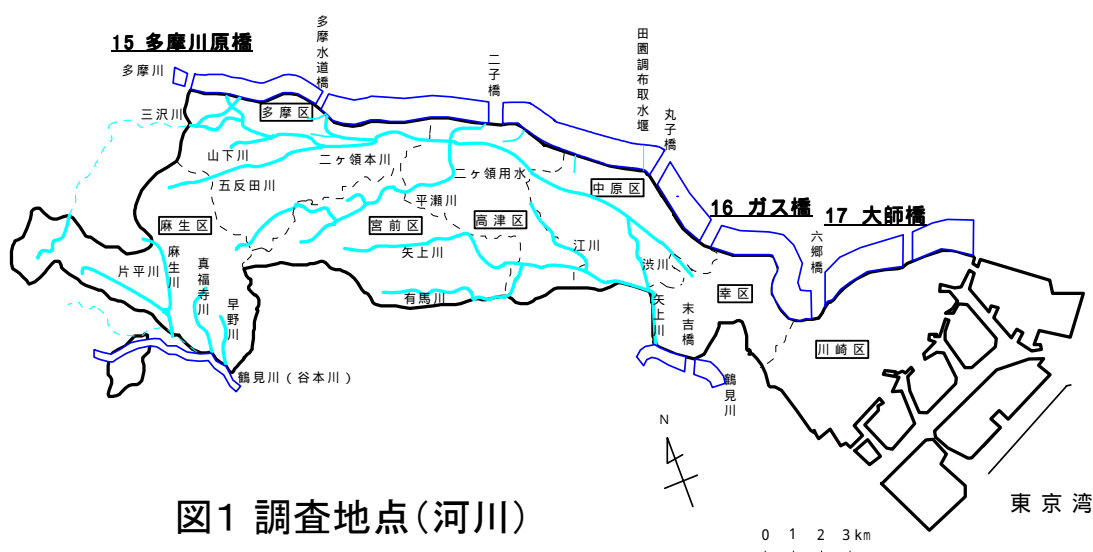 15 多摩川原橋
多摩川
多摩水道橋
二子橋
田園調布取水堰
丸子橋
三沢川
多摩区
山下川
二ヶ領本川
二ヶ領用水
五反田川
中原区
平瀬川
16 ガス橋
17 大師橋
麻生区
宮前区
高津区
六郷橋
片平川
麻生川
真福寺川
早野川
矢上川
江川
渋川
有馬川
矢上川
末吉橋
幸区
川崎区
鶴見川(谷本川)
鶴見川
N
東京湾
図1 調査地点(河川)
0 1 2 3km